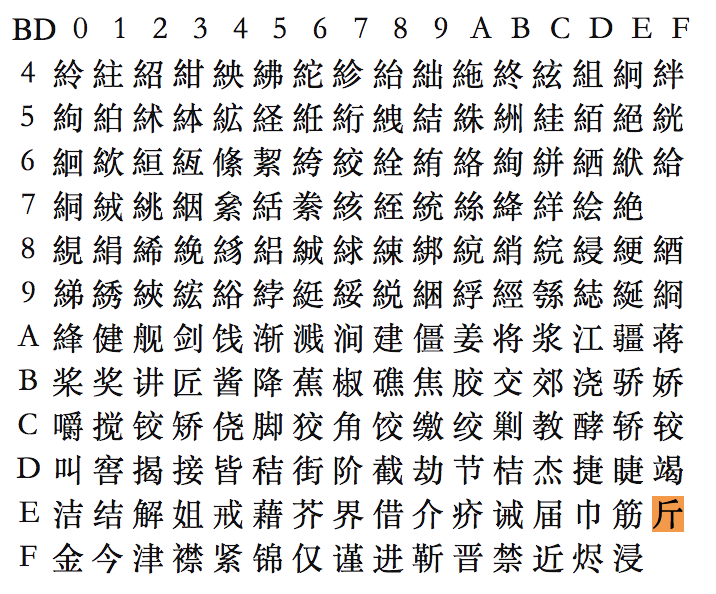 BD 0 1 2 3 4 5 6 7 8 9 A B C D E F
4 紷 紸 紹 紺 紻 紼 紽 紾 紿 絀 絁 終 絃 組 絅 絆
5 絇 絈 絉 絊 絋 経 絍 絎 絏 結 絑 絒 絓 絔 絕 絖
6 絗 絘 絙 絚 絛 絜 絝 絞 絟 絠 絡 絢 絣 絤 絥 給
7 絧 絨 絩 絪 絫 絬 絭 絯 絰 統 絲 絳 絴 絵 絶
8 絸 絹 絺 絻 絼 絽 絾 絿 綀 綁 綂 綃 綄 綅 綆 綇
9 綈 綉 綊 綋 綌 綍 綎 綏 綐 綑 綒 經 綔 綕 綖 綗
A 綘 健 舰 剑 饯 渐 溅 涧 建 僵 姜 将 浆 江 疆 蒋
B 桨 奖 讲 匠 酱 降 蕉 椒 礁 焦 胶 交 郊 浇 骄 娇
C 嚼 搅 铰 矫 侥 脚 狡 角 饺 缴 绞 剿 教 酵 轿 较
D 叫 窖 揭 接 皆 秸 街 阶 截 劫 节 桔 杰 捷 睫 竭
E 洁 结 解 姐 戒 藉 芥 界 借 介 疥 诫 届 巾 筋 斤
F 金 今 津 襟 紧 锦 仅 谨 进 靳 晋 禁 近 烬 浸